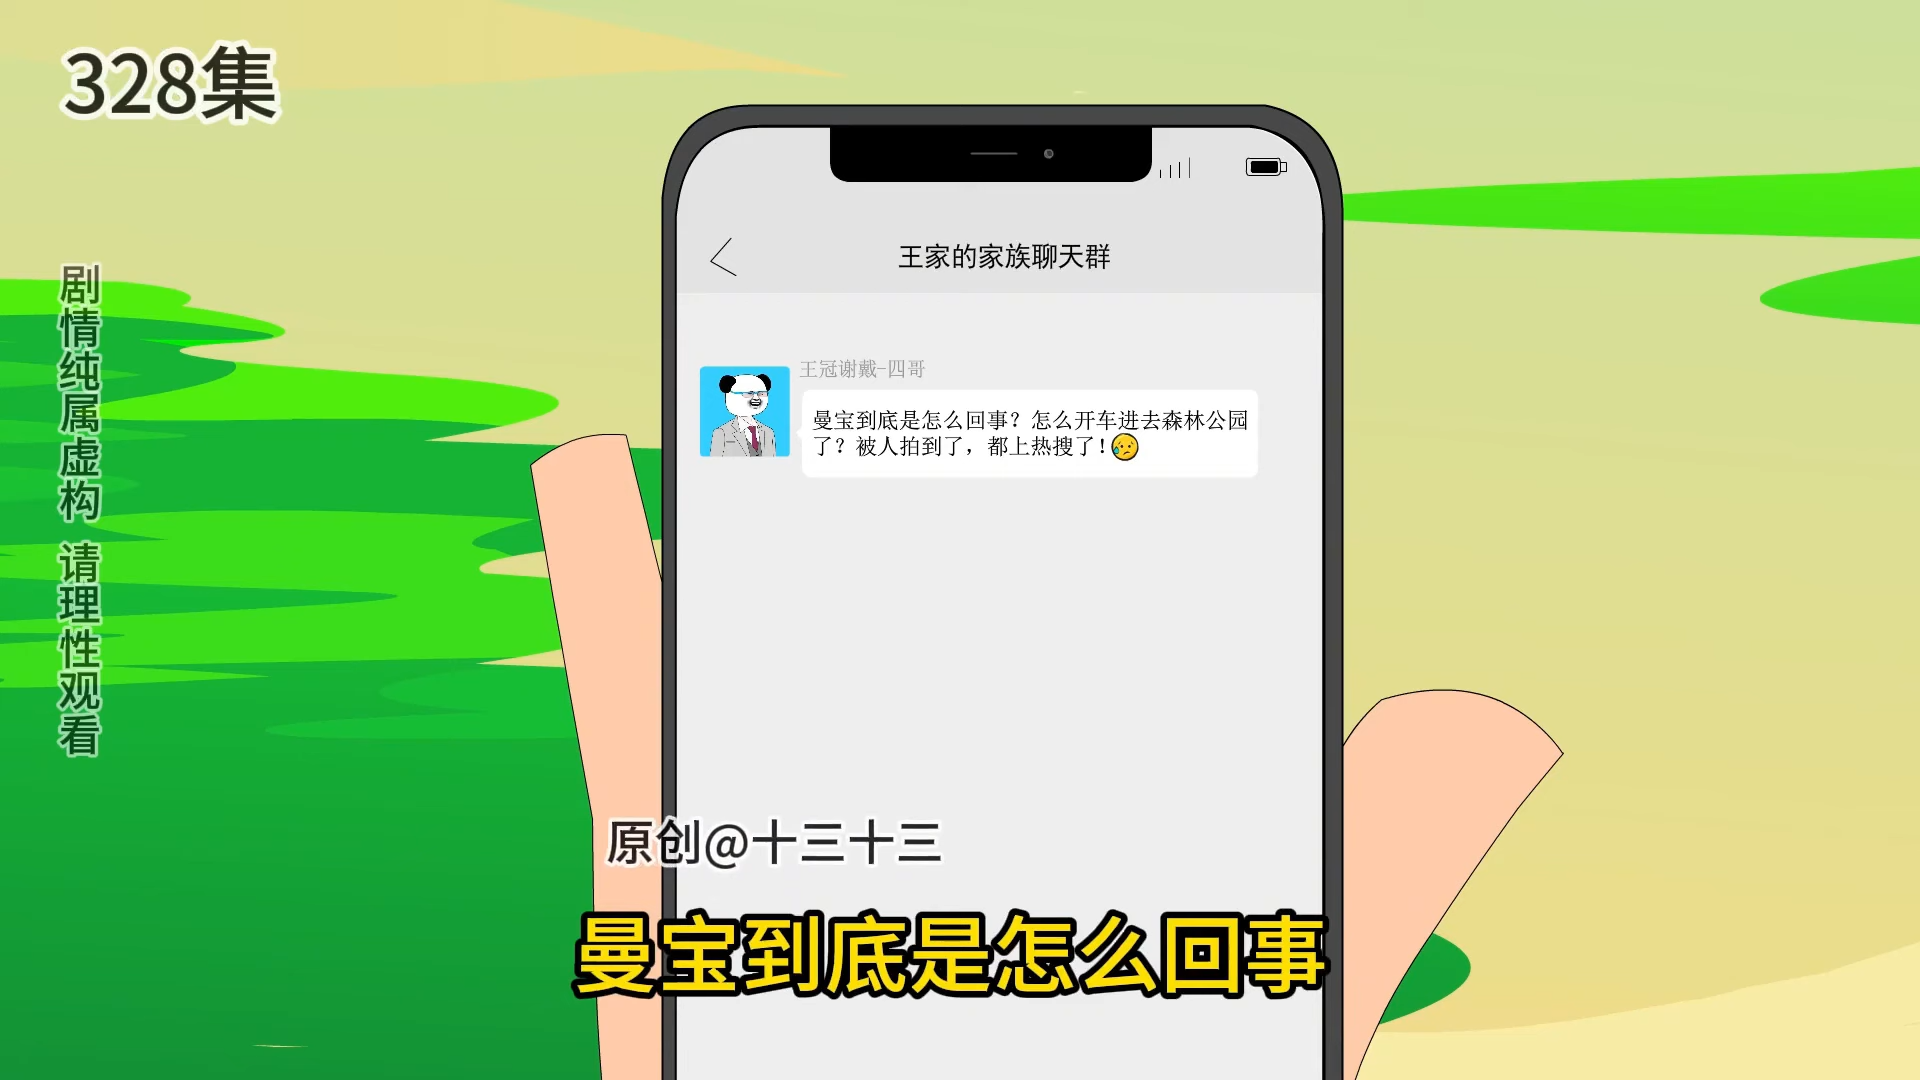 328集
剧情纯属虚构 请理性观看
王家的家族聊天群
王冠谢戴-四哥
曼宝到底是怎么回事？怎么开车进去森林公园
了？被人拍到了，都上热搜了！😥
原创@十三十三
曼宝到底是怎么回事